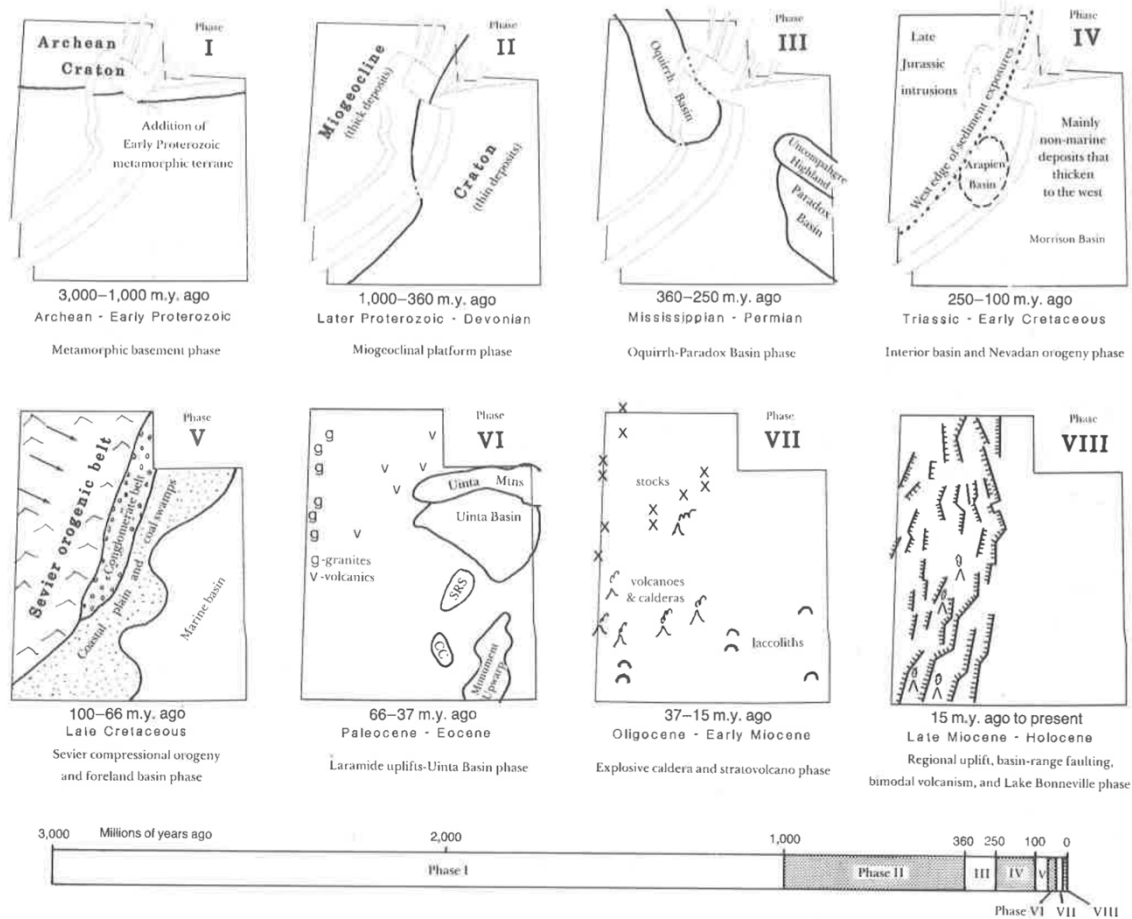 Phase
I
Archean
Craton
Addition of
Early Proterozoic
metamorphic terrane
3,000–1,000 m.y. ago
Archean - Early Proterozoic
Metamorphic basement phase
Phase
II
Miogeocline
(thick deposits)
Craton
(thin deposits)
1,000–360 m.y. ago
Later Proterozoic - Devonian
Miogeoclinal platform phase
Phase
III
Oquirrh
Basin
Uncompahgre
Highland
Paradox
Basin
360–250 m.y. ago
Mississippian - Permian
Oquirrh-Paradox Basin phase
Phase
IV
Late
Jurassic
intrusions
West edge of sediment exposures
Arapien
Basin
Mainly
non-marine
deposits that
thicken
to the west
Morrison Basin
250–100 m.y. ago
Triassic - Early Cretaceous
Interior basin and Nevadan orogeny phase
Phase
V
Sevier orogenic belt
Conglomerate belt
Coastal plain and coal swamps
Marine basin
100–66 m.y. ago
Late Cretaceous
Sevier compressional orogeny
and foreland basin phase
Phase
VI
g
v
g
g
v
v
v
g
g
g
v
Uinta Mtns
Uinta Basin
g-granites
v-volcanics
SRS
CC
Monument
Upwarp
66–37 m.y. ago
Paleocene - Eocene
Laramide uplifts-Uinta Basin phase
Phase
VII
stocks
volcanoes
& calderas
laccoliths
37–15 m.y. ago
Oligocene - Early Miocene
Explosive caldera and stratovolcano phase
Phase
VIII
15 m.y. ago to present
Late Miocene - Holocene
Regional uplift, basin-range faulting,
bimodal volcanism, and Lake Bonneville phase
3,000 Millions of years ago 2,000 1,000 360 250 100 0
Phase I Phase II III IV V
Phase VI VII VIII